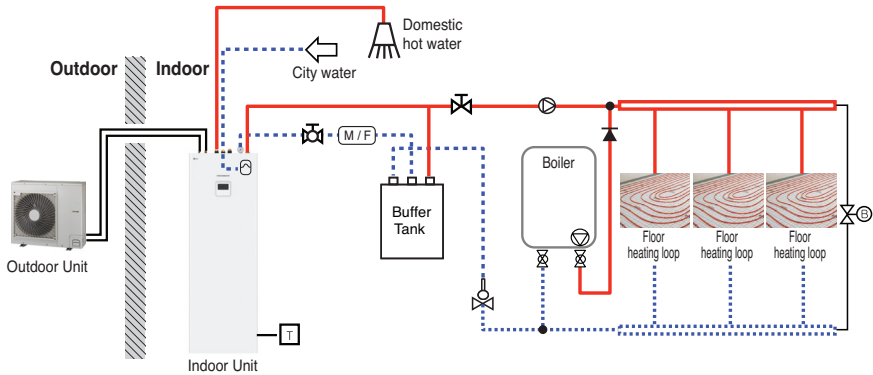 Domestic
hot water
City water
Outdoor
Indoor
M / F
Boiler
Buffer
Tank
Floor
heating loop
Floor
heating loop
Floor
heating loop
B
Outdoor Unit
T
Indoor Unit